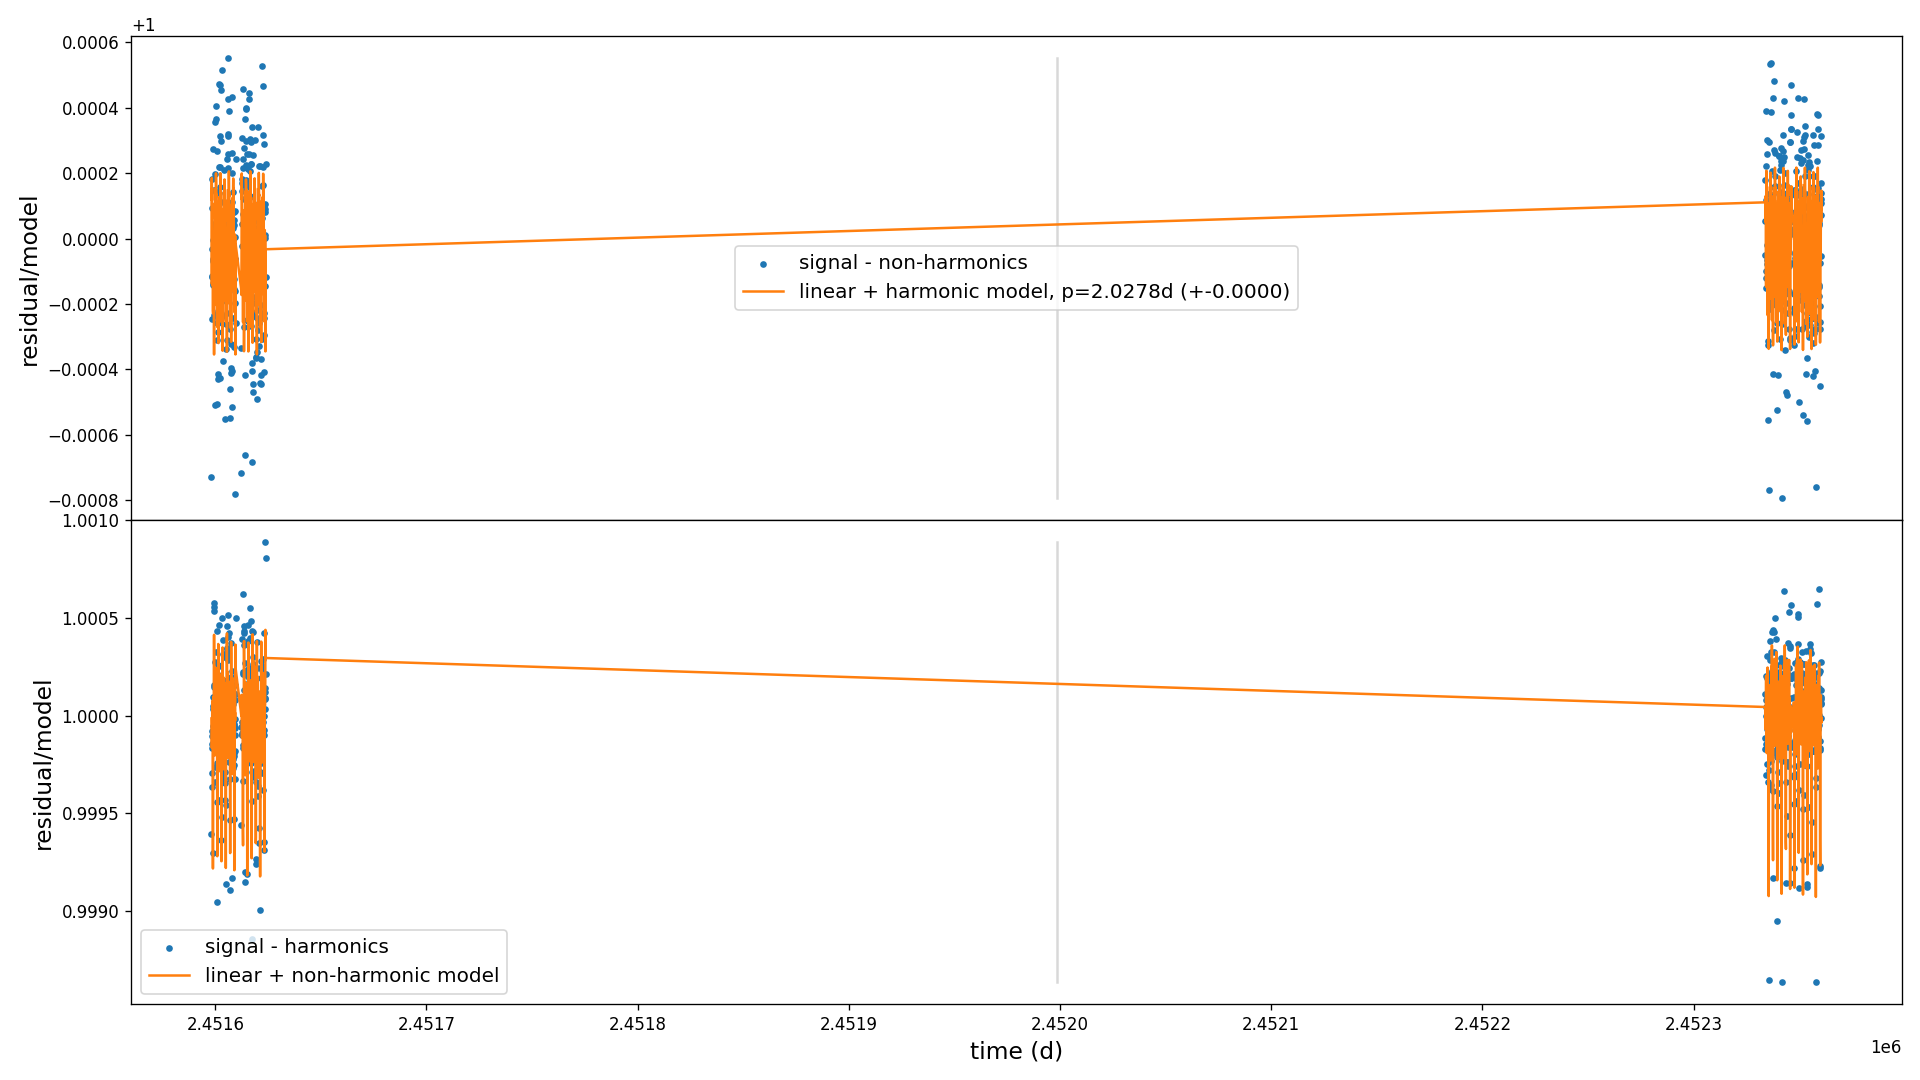 +1
0.0006
0.0004
0.0002
0.0000
−0.0002
−0.0004
−0.0006
−0.0008
residual/model
signal - non-harmonics
linear + harmonic model, p=2.0278d (+-0.0000)
1.0010
1.0005
1.0000
0.9995
0.9990
residual/model
signal - harmonics
linear + non-harmonic model
2.4516 2.4517 2.4518 2.4519 2.4520 2.4521 2.4522 2.4523
time (d)
1e6